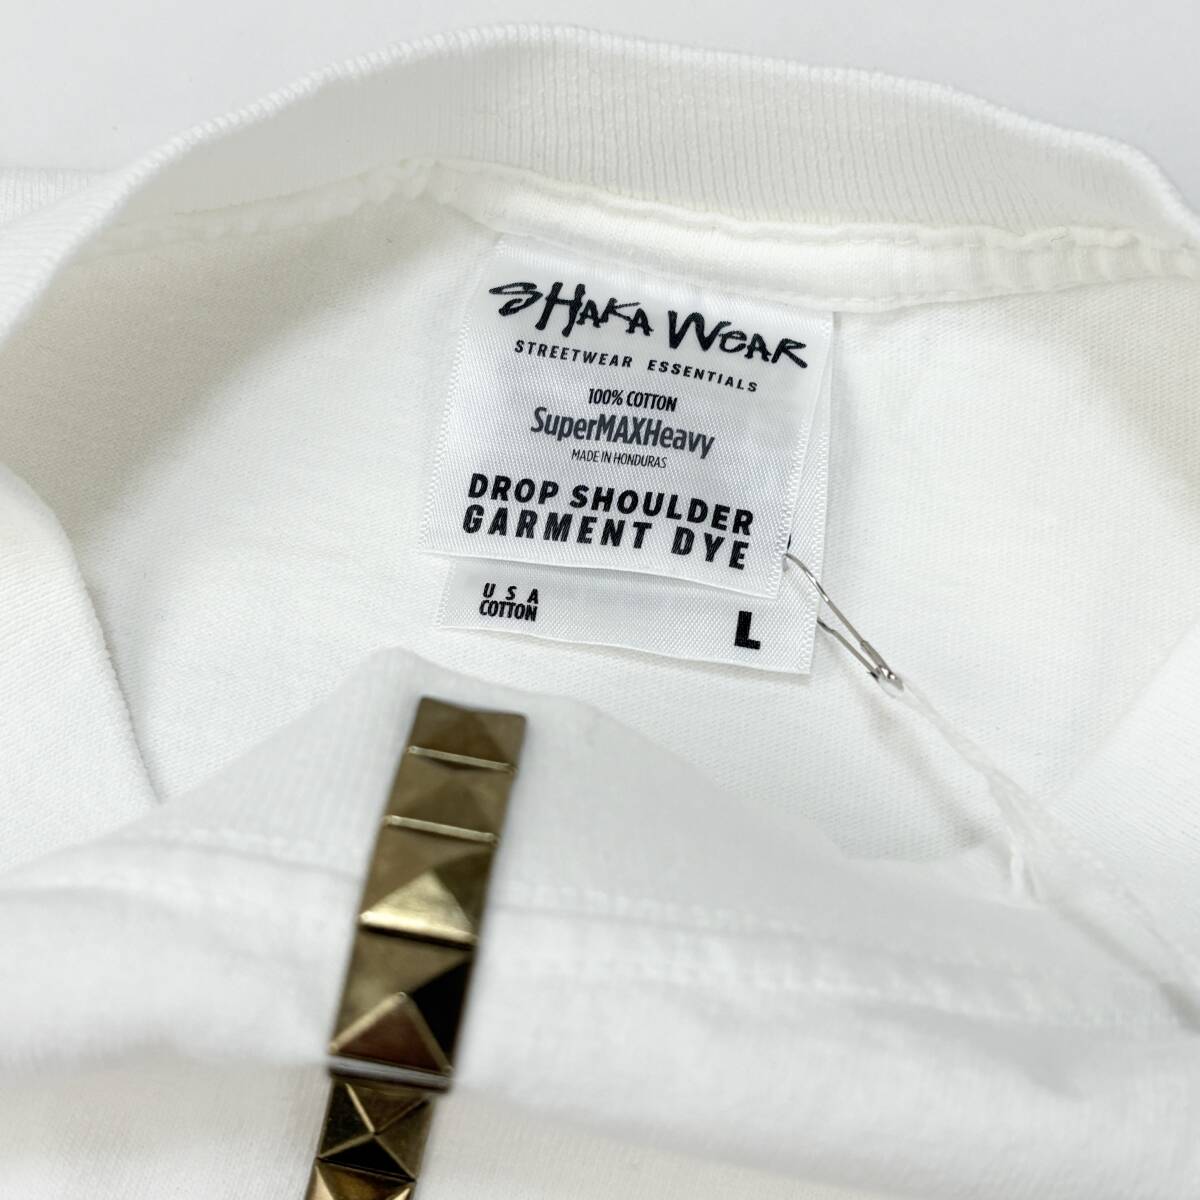 SHAKA WEAR
STREETWEAR ESSENTIALS
100% COTTON
SuperMAXHeavy
MADE IN HONDURAS
DROP SHOULDER
GARMENT DYE
USA
COTTON
L